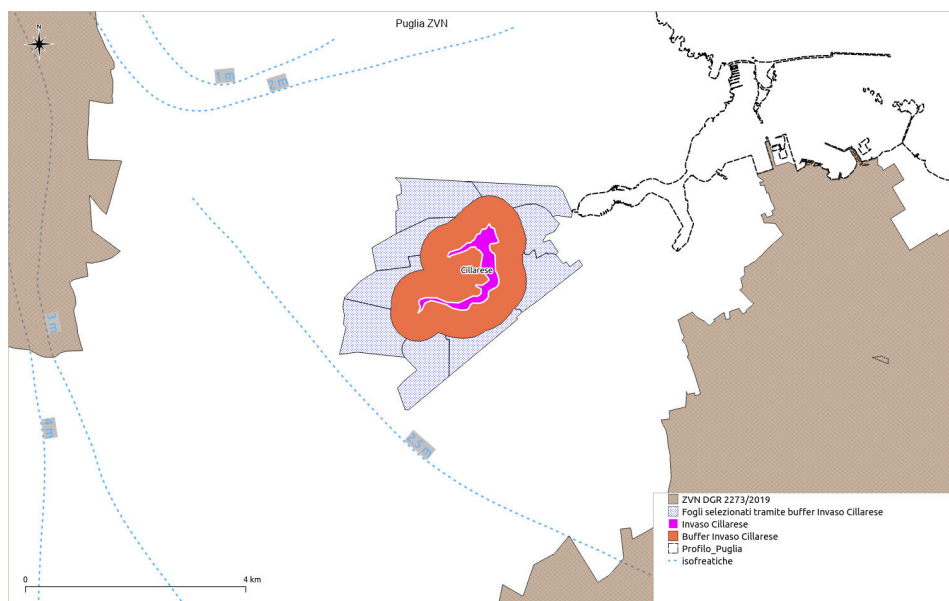 Puglia ZVN
N
1 m
2 m
Cillarese
3 m
4 m
2.5 m
ZVN DGR 2273/2019
Fogli selezionati tramite buffer Invaso Cillarese
Invaso Cillarese
Buffer Invaso Cillarese
Profilo_Puglia
isofreatiche
0 4 km